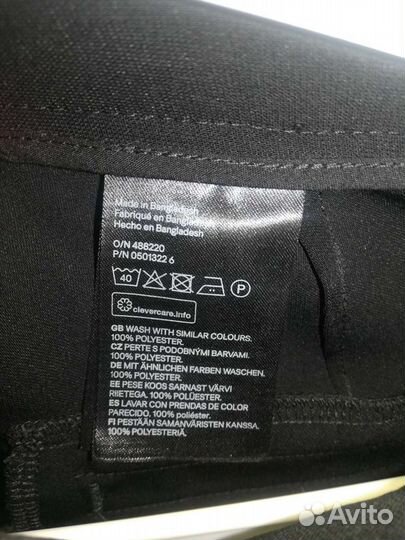 Made in Bangladesh
Fabriqué en Bangladesh
Hecho en Bangladesh
O/N 488220
P/N 0501322 6
40 P
clevercare.info
GB WASH WITH SIMILAR COLOURS.
100% POLYESTER.
CZ PERTE S PODOBNÝMI BARVAMI.
100% POLYESTER.
DE MIT ÄHNLICHEN FARBEN WASCHEN.
100% POLYESTER.
EE PESE KOOS SARNAST VÄRVI
RIIETEGA. 100% POLÜESTER.
ES LAVAR CON PRENDAS DE COLOR
PARECIDO. 100% poliéster.
FI PESTÄÄN SAMANVÄRISTEN KANSSA.
100% POLYESTERIÄ.
Avito